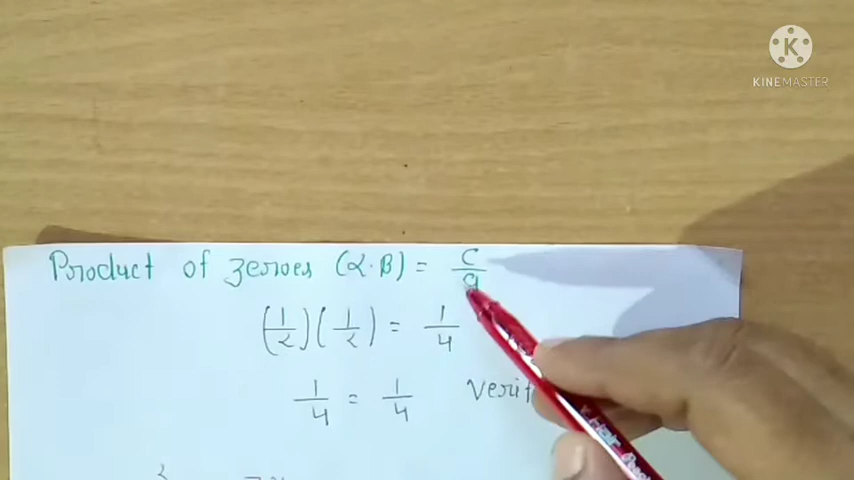 KINEMASTER
Product of zeroes (α·β) = c/a
(1/2)(1/2) = 1/4
1/4 = 1/4